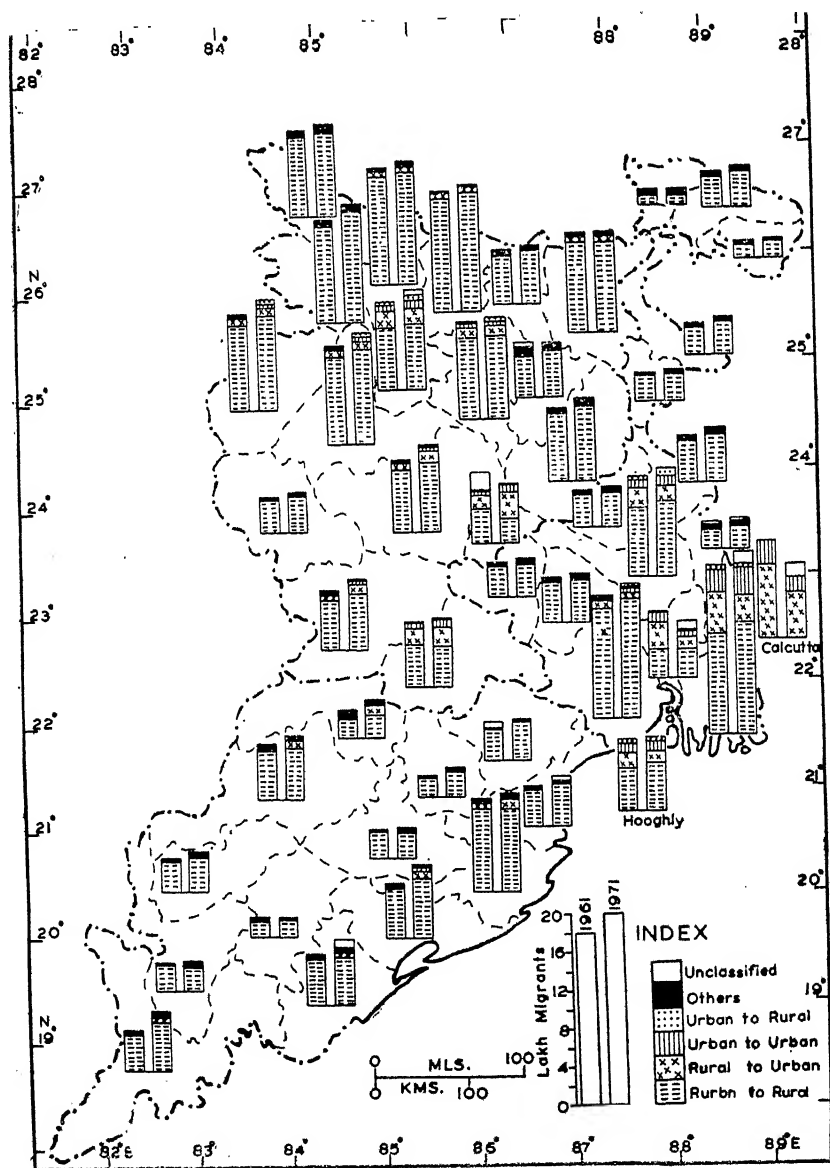 82° 83° 84° 85° 88° 89° 28°
28°
27°
27°
N
26° 26°
25° 25°
24° 24°
23°
Calcutta
22° 22°
21° 21°
Hooghly
20° 20°
INDEX
1961
1971
Lakh Migrants
20
16
12
8
4
0
Unclassified
Others
Urban to Rural
Urban to Urban
Rural to Urban
Rurbn to Rural
19°
N
19°
MLS. 100
KMS. 100
82°E 83° 84° 85° 86° 87° 88° 89°E